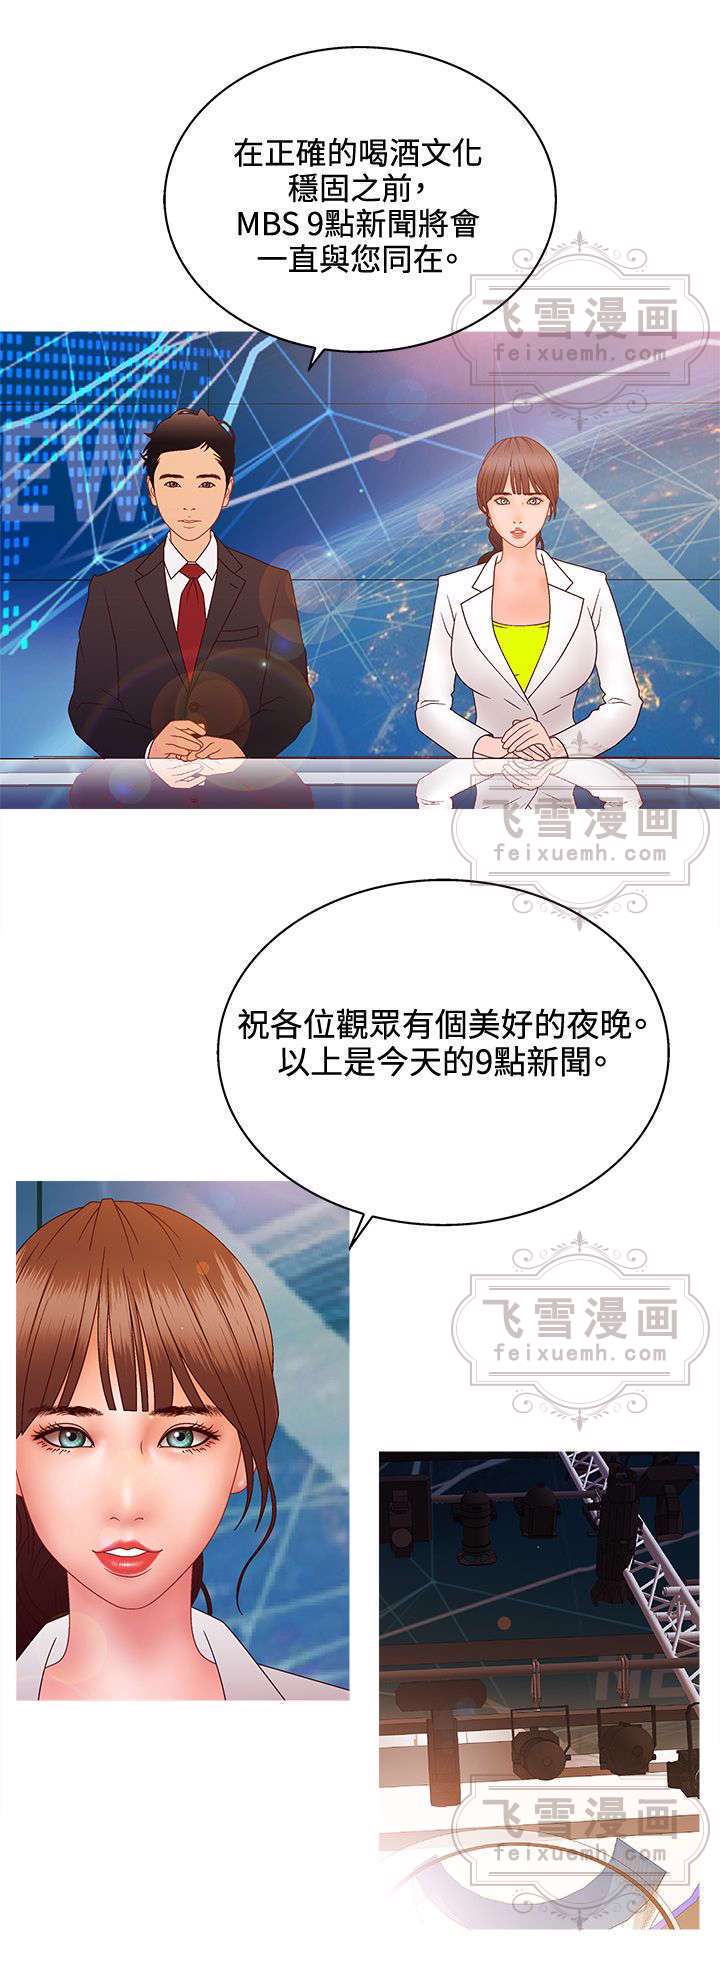 在正確的喝酒文化
穩固之前,
MBS 9點新聞將會
一直與您同在。
飞雪漫画
feixuemh.com
EW
飞雪漫画
feixuemh.com
祝各位觀眾有個美好的夜晚。
以上是今天的9點新聞。
飞雪漫画
feixuemh.com
NE
飞雪漫画
feixuemh.com